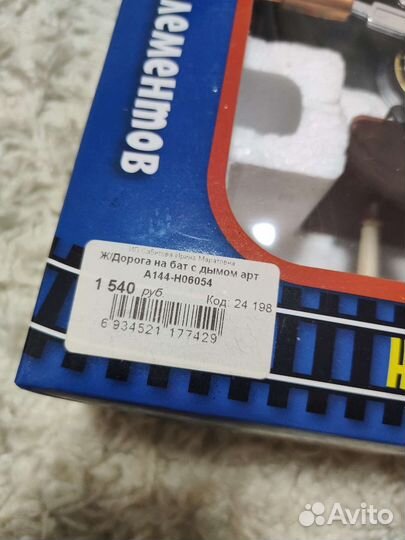 лементов
ИП Сабитова Ирина Маратовна
Ж/Дорога на бат с дымом арт
А144-Н06054
1 540 руб
Код: 24 198
6 934521 177429
Avito